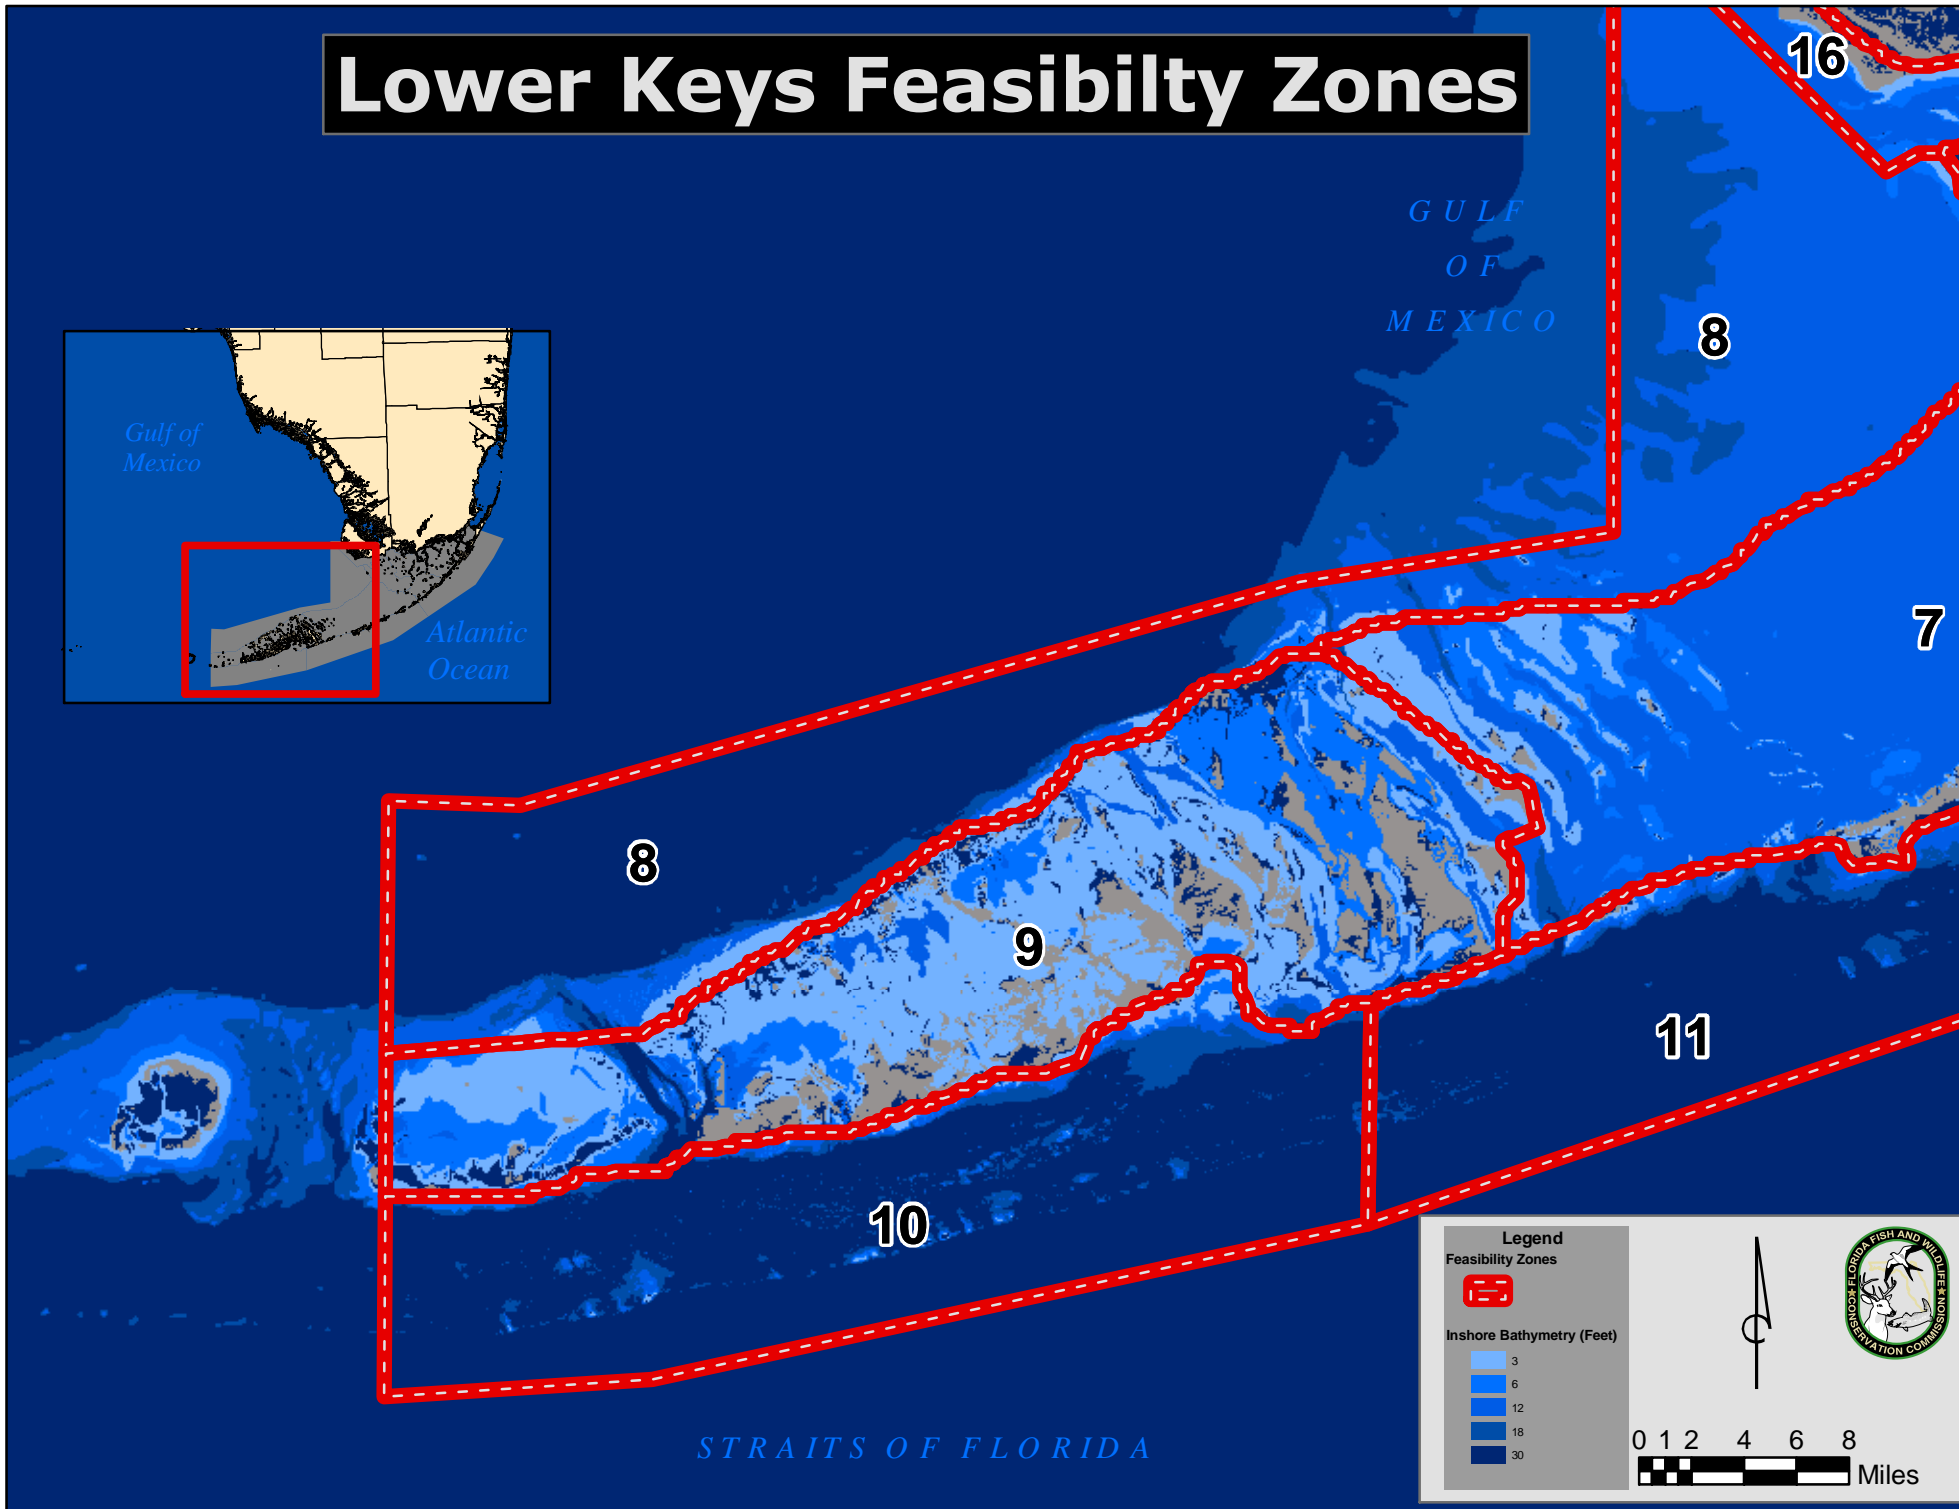 Lower Keys Feasibilty Zones
16
GULF
OF
MEXICO
8
Gulf of
Mexico
Atlantic
Ocean
7
8
9
11
10
STRAITS OF FLORIDA
Legend
Feasibility Zones
Inshore Bathymetry (Feet)
3
6
12
18
30
FLORIDA FISH AND WILDLIFE
CONSERVATION COMMISSION
0 1 2 4 6 8
Miles